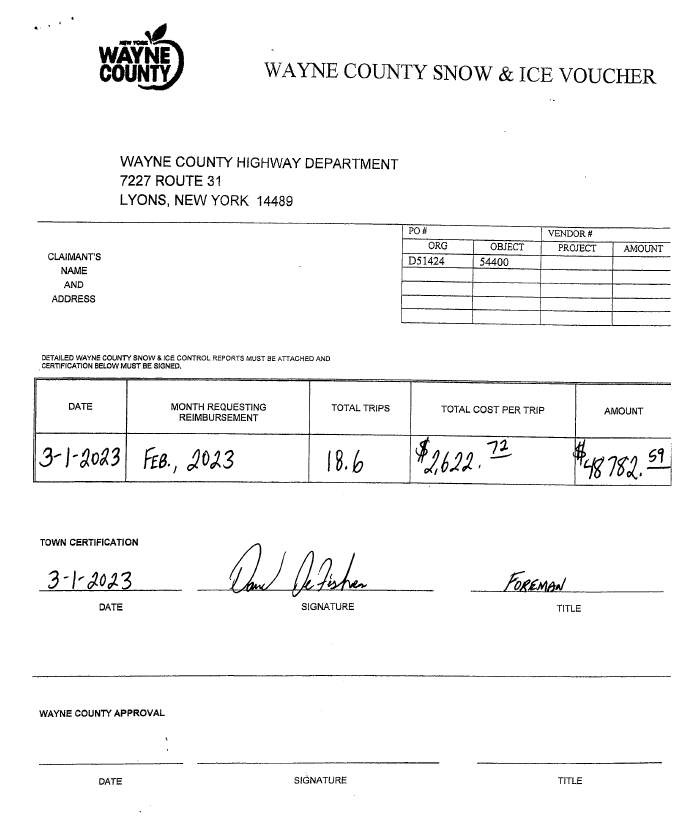 NEW YORK
WAYNE
COUNTY
WAYNE COUNTY SNOW & ICE VOUCHER
WAYNE COUNTY HIGHWAY DEPARTMENT
7227 ROUTE 31
LYONS, NEW YORK 14489
CLAIMANT'S
NAME
AND
ADDRESS
PO # VENDOR #
ORG OBJECT PROJECT AMOUNT
D51424 54400
DETAILED WAYNE COUNTY SNOW & ICE CONTROL REPORTS MUST BE ATTACHED AND
CERTIFICATION BELOW MUST BE SIGNED.
DATE MONTH REQUESTING REIMBURSEMENT TOTAL TRIPS TOTAL COST PER TRIP AMOUNT
3-1-2023 FEB., 2023 18.6 $2,622.72 $48782.59
TOWN CERTIFICATION
3-1-2023 FOREMAN
DATE SIGNATURE TITLE
WAYNE COUNTY APPROVAL
DATE SIGNATURE TITLE